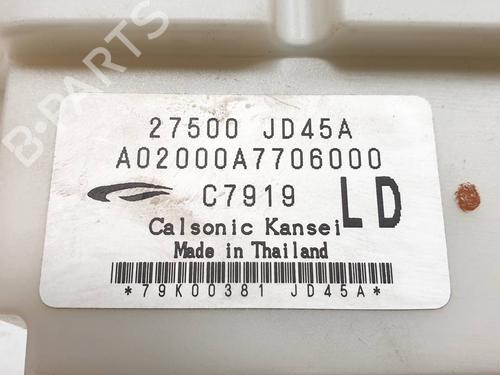 B-PARTS
27500 JD45A
A02000A7706000
C7919
LD
Calsonic Kansei
Made in Thailand
*79K00381 JD45A*